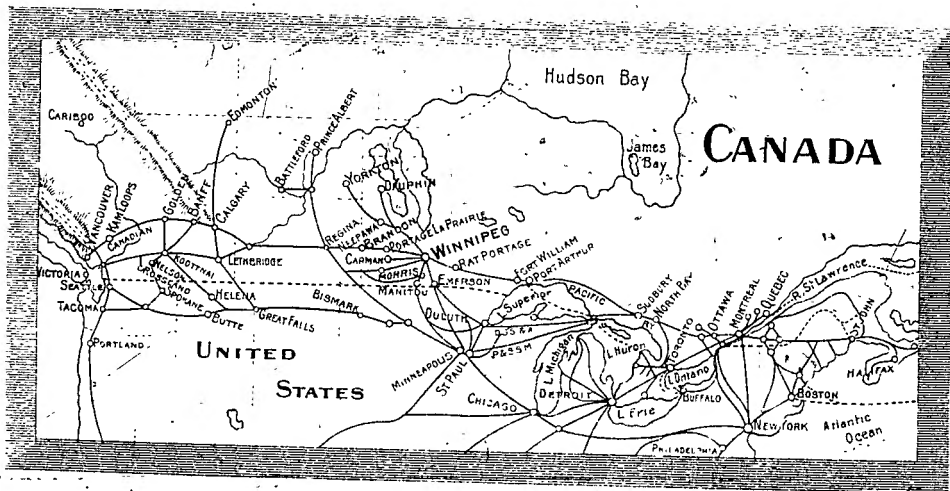 Hudson Bay
James
Bay
CANADA
CARIBOO
EDMONTON
BATTLEFORD
PRINCE ALBERT
YORKTON
DAUPHIN
VANCOUVER
KAMLOOPS
GOLDEN
BANFF
CALGARY
CANADIAN
REGINA
BRANDON
PORTAGE LA PRAIRIE
WINNIPEG
CARMAN
RAT PORTAGE
FORT WILLIAM
PORT ARTHUR
PACIFIC
MORRIS
MANITOU
EMERSON
VICTORIA
SEATTLE
TACOMA
PORTLAND
NELSON
ROSSLAND
SPOKANE
LETHBRIDGE
HELENA
BUTTE
GREAT FALLS
BISMARK
UNITED
STATES
DULUTH
Superior
MINNEAPOLIS
ST PAUL
CHICAGO
L Michigan
L Huron
DETROIT
L Erie
L Ontario
BUFFALO
SUDBURY
NORTH BAY
TORONTO
OTTAWA
MONTREAL
QUEBEC
R. St Lawrence
HALIFAX
BOSTON
NEW YORK
PHILADELPHIA
Atlantic
Ocean